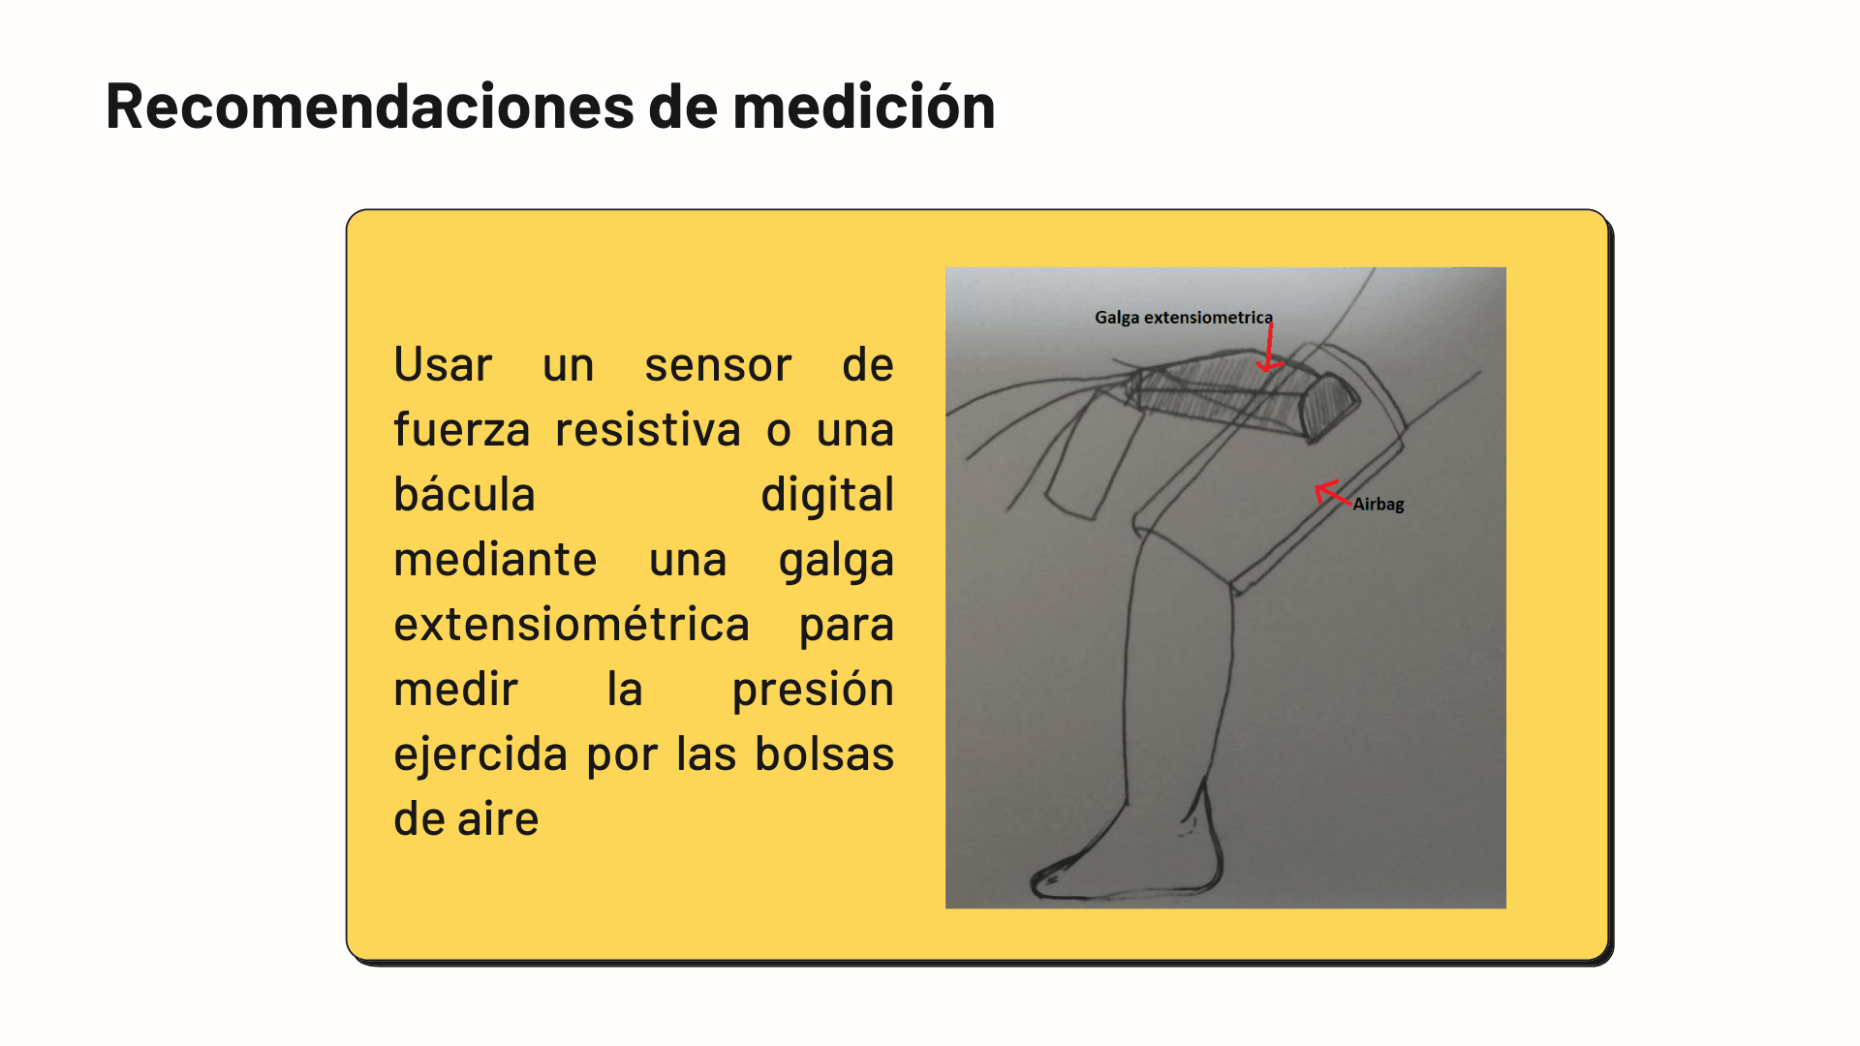 Recomendaciones de medición
Usar un sensor de
fuerza resistiva o una
bácula digital
mediante una galga
extensiométrica para
medir la presión
ejercida por las bolsas
de aire
Galga extensiometrica
Airbag